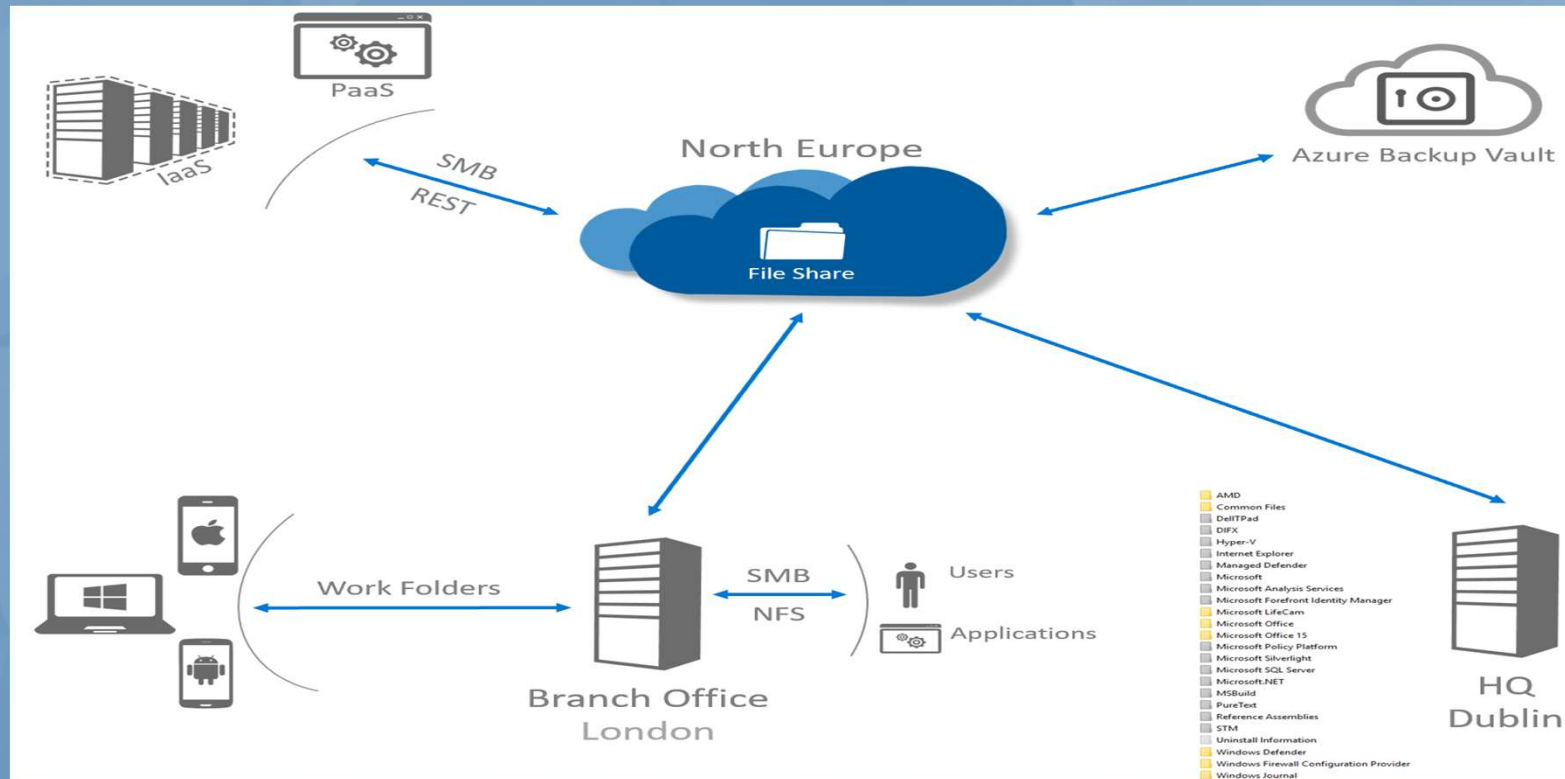 PaaS
IaaS
SMB
REST
North Europe
File Share
Azure Backup Vault
Work Folders
SMB
NFS
Users
Applications
Branch Office
London
AMD
Common Files
DellTPad
DIFX
Hyper-V
Internet Explorer
Managed Defender
Microsoft
Microsoft Analysis Services
Microsoft Forefront Identity Manager
Microsoft LifeCam
Microsoft Office
Microsoft Office 15
Microsoft Policy Platform
Microsoft Silverlight
Microsoft SQL Server
Microsoft.NET
MSBuild
PureText
Reference Assemblies
STM
Uninstall Information
Windows Defender
Windows Firewall Configuration Provider
Windows Journal
HQ
Dublin